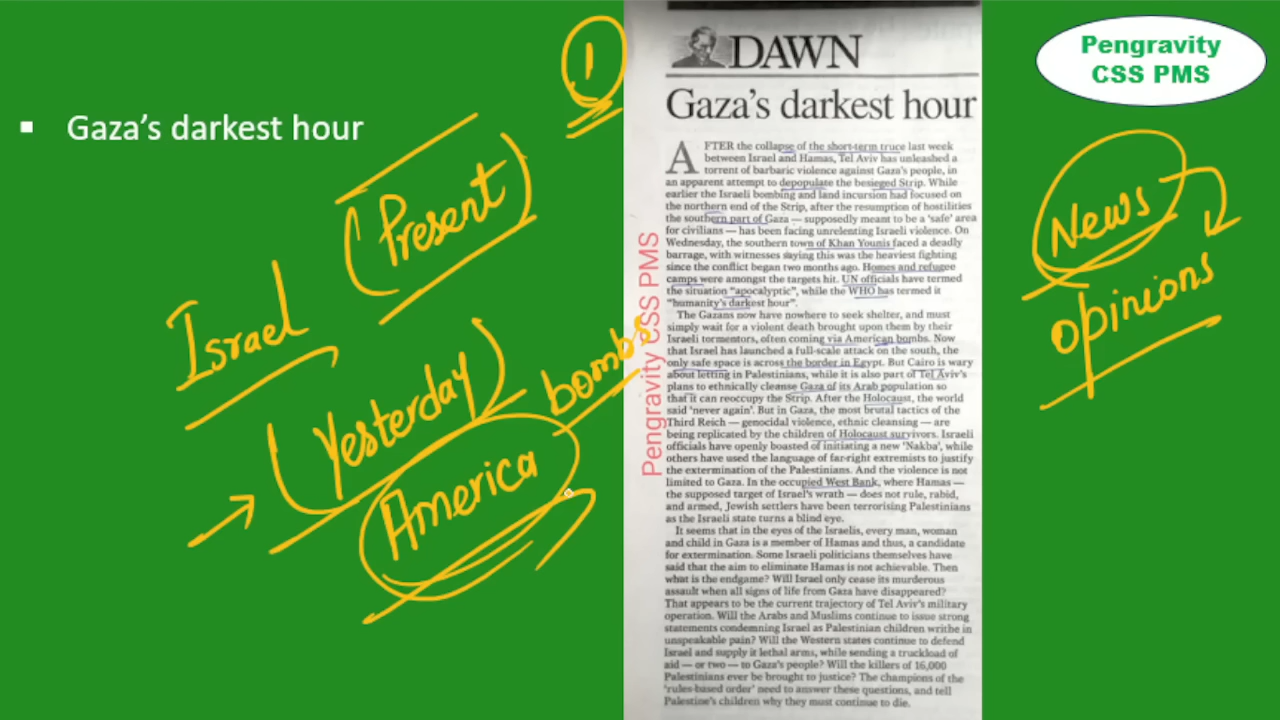 Gaza's darkest hour
1
(Present)
Israel
(Yesterday)
bombs
America
DAWN
Gaza's darkest hour
AFTER the collapse of the short-term truce last week
between Israel and Hamas, Tel Aviv has unleashed a
torrent of barbaric violence against Gaza's people, in
an apparent attempt to depopulate the besieged Strip. While
earlier the Israeli bombing and land incursion had focused on
the northern end of the Strip, after the resumption of hostilities
the southern part of Gaza — supposedly meant to be a 'safe' area
for civilians — has been facing unrelenting Israeli violence. On
Wednesday, the southern town of Khan Younis faced a deadly
barrage, with witnesses saying this was the heaviest fighting
since the conflict began two months ago. Homes and refugee
camps were amongst the targets hit. UN officials have termed
the situation "apocalyptic", while the WHO has termed it
"humanity's darkest hour".
The Gazans now have nowhere to seek shelter, and must
simply wait for a violent death brought upon them by their
Israeli tormentors, often coming via American bombs. Now
that Israel has launched a full-scale attack on the south, the
only safe space is across the border in Egypt. But Cairo is wary
about letting in Palestinians, while it is also part of Tel Aviv's
plans to ethnically cleanse Gaza of its Arab population so
that it can reoccupy the Strip. After the Holocaust, the world
said 'never again'. But in Gaza, the most brutal tactics of the
Third Reich — genocidal violence, ethnic cleansing — are
being replicated by the children of Holocaust survivors. Israeli
officials have openly boasted of initiating a new 'Nakba', while
others have used the language of far-right extremists to justify
the extermination of the Palestinians. And the violence is not
limited to Gaza. In the occupied West Bank, where Hamas —
the supposed target of Israel's wrath — does not rule, rabid,
and armed, Jewish settlers have been terrorising Palestinians
as the Israeli state turns a blind eye.
It seems that in the eyes of the Israelis, every man, woman
and child in Gaza is a member of Hamas and thus, a candidate
for extermination. Some Israeli politicians themselves have
said that the aim to eliminate Hamas is not achievable. Then
what is the endgame? Will Israel only cease its murderous
assault when all signs of life from Gaza have disappeared?
That appears to be the current trajectory of Tel Aviv's military
operation. Will the Arabs and Muslims continue to issue strong
statements condemning Israel as Palestinian children writhe in
unspeakable pain? Will the Western states continue to defend
Israel and supply it lethal arms, while sending a truckload of
aid — or two — to Gaza's people? Will the killers of 16,000
Palestinians ever be brought to justice? The champions of the
'rules-based order' need to answer these questions, and tell
Palestine's children why they must continue to die.
Pengravity CSS PMS
Pengravity
CSS PMS
News
opinions